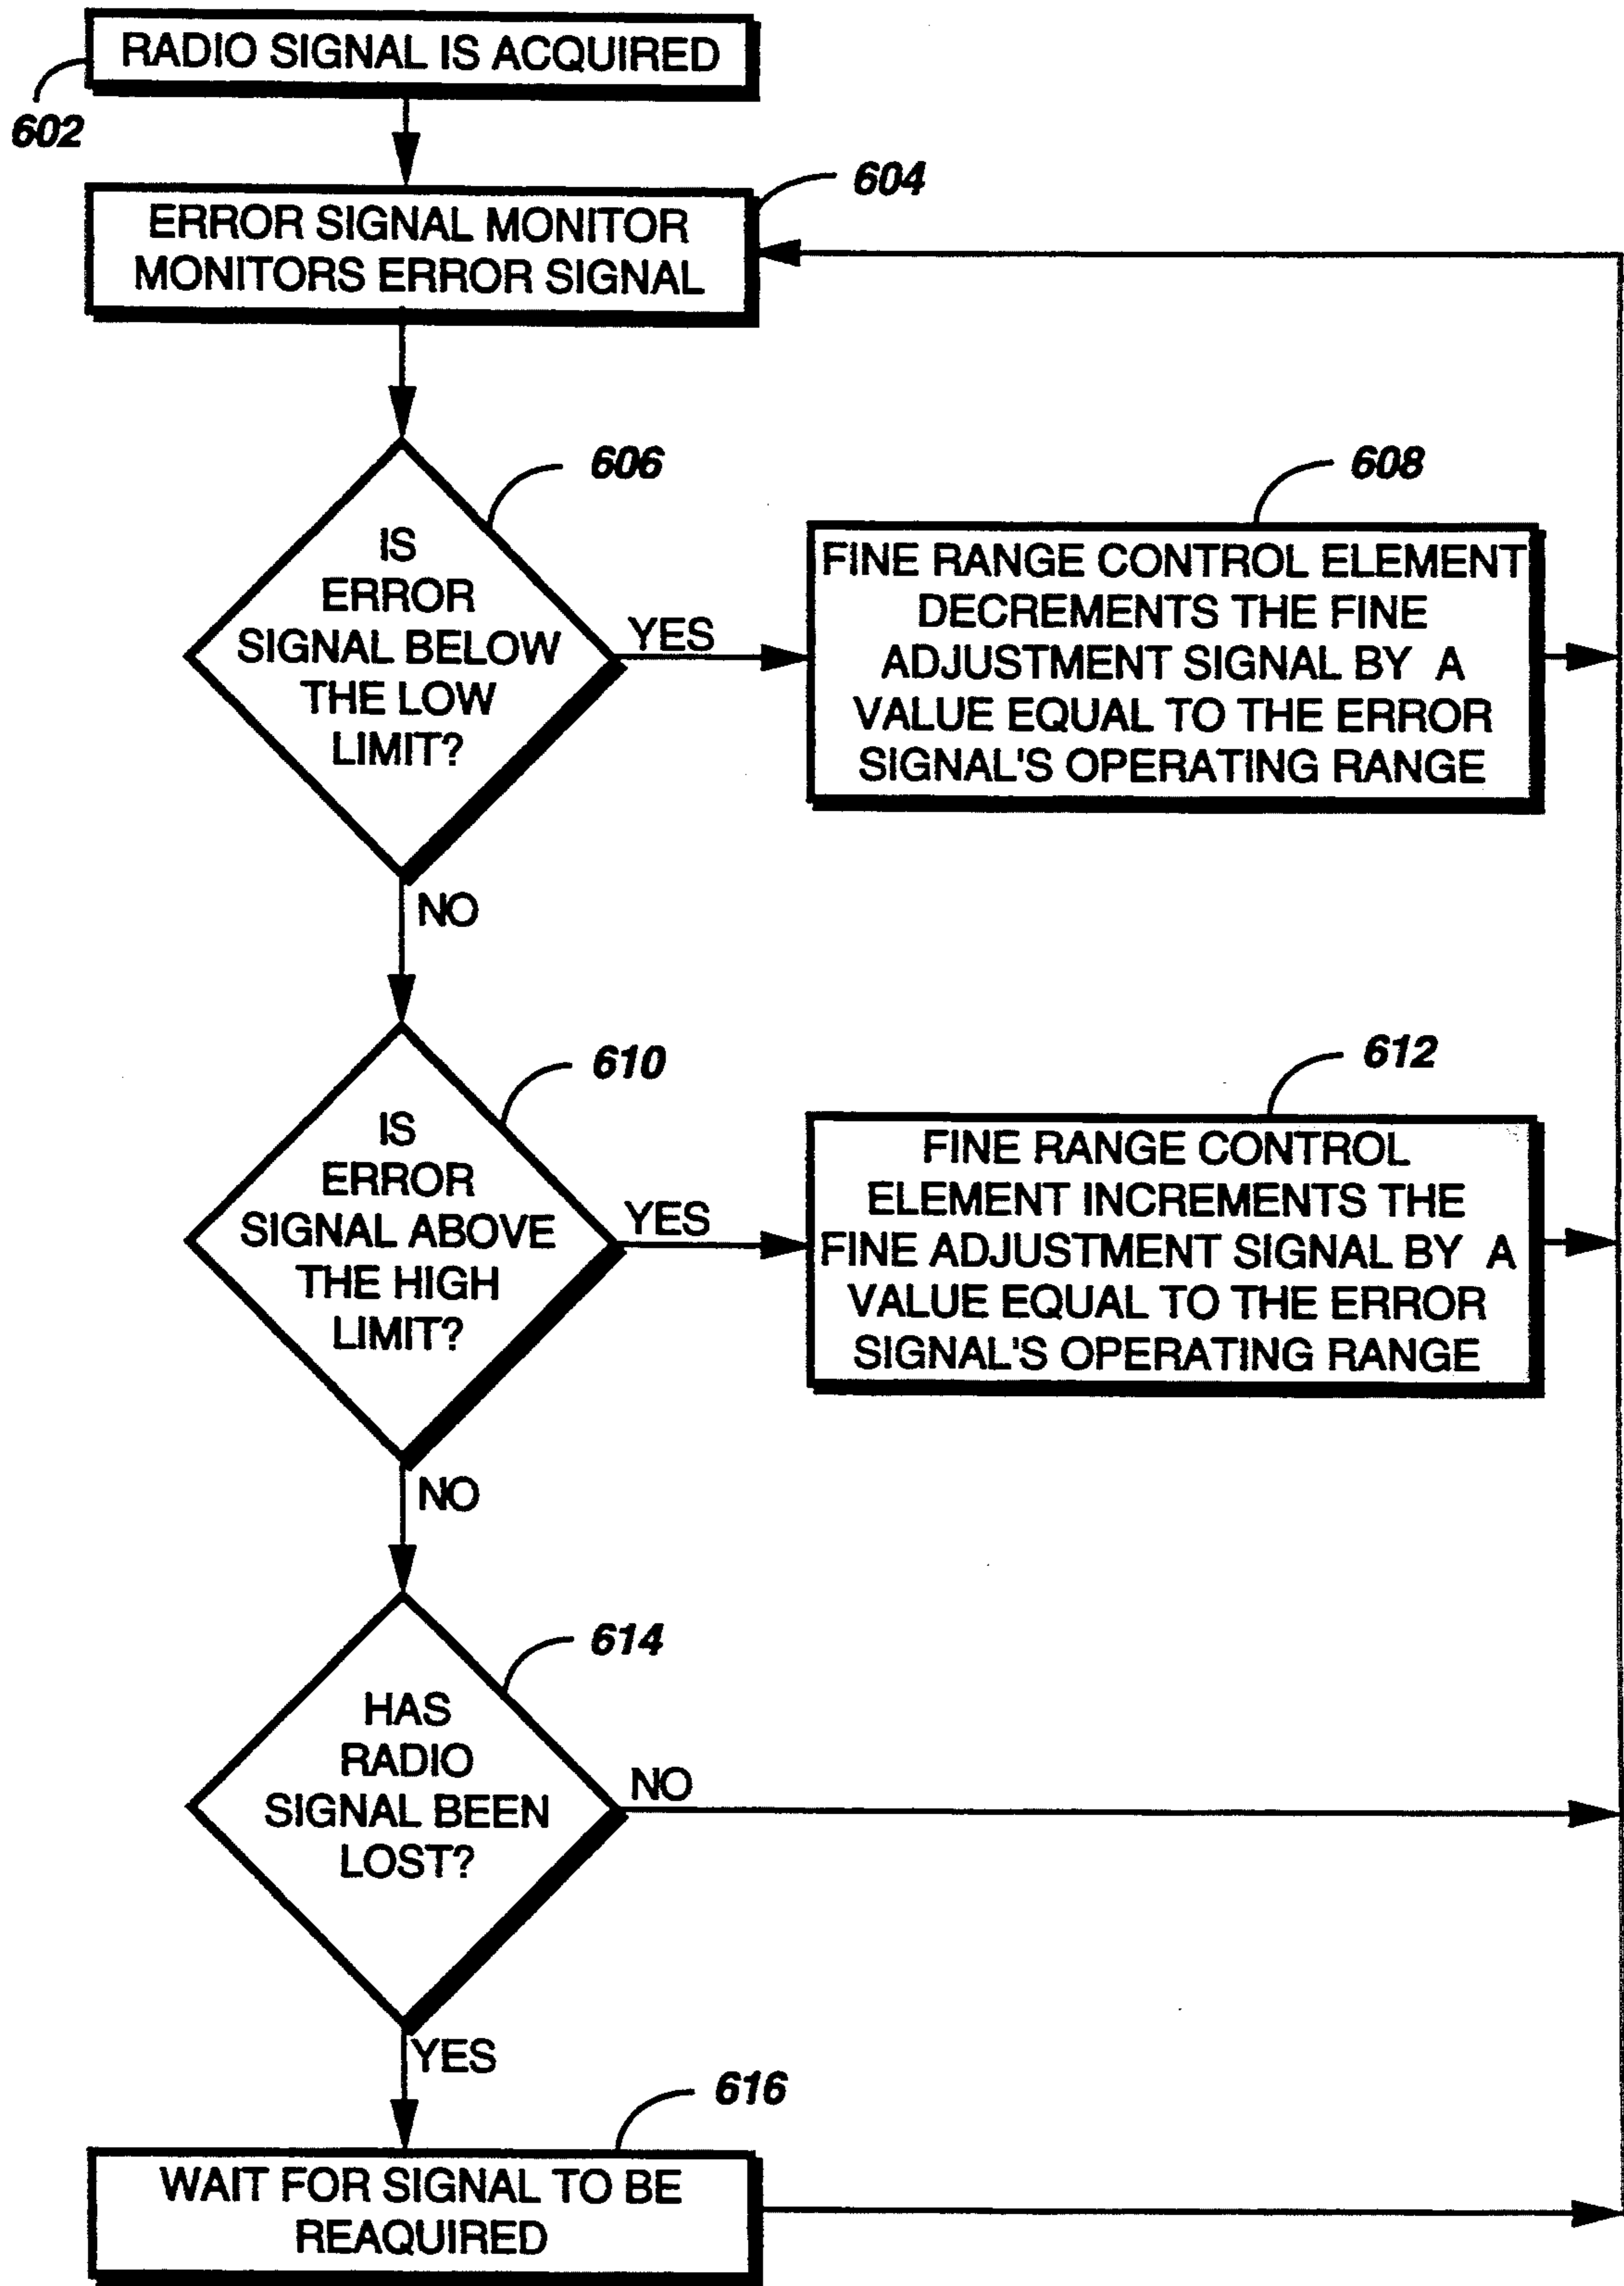 RADIO SIGNAL IS ACQUIRED
602
604
ERROR SIGNAL MONITOR
MONITORS ERROR SIGNAL
606
IS
ERROR
SIGNAL BELOW
THE LOW
LIMIT?
YES
608
FINE RANGE CONTROL ELEMENT
DECREMENTS THE FINE
ADJUSTMENT SIGNAL BY A
VALUE EQUAL TO THE ERROR
SIGNAL'S OPERATING RANGE
NO
610
IS
ERROR
SIGNAL ABOVE
THE HIGH
LIMIT?
YES
612
FINE RANGE CONTROL
ELEMENT INCREMENTS THE
FINE ADJUSTMENT SIGNAL BY A
VALUE EQUAL TO THE ERROR
SIGNAL'S OPERATING RANGE
NO
614
HAS
RADIO
SIGNAL BEEN
LOST?
NO
YES
616
WAIT FOR SIGNAL TO BE
REAQUIRED